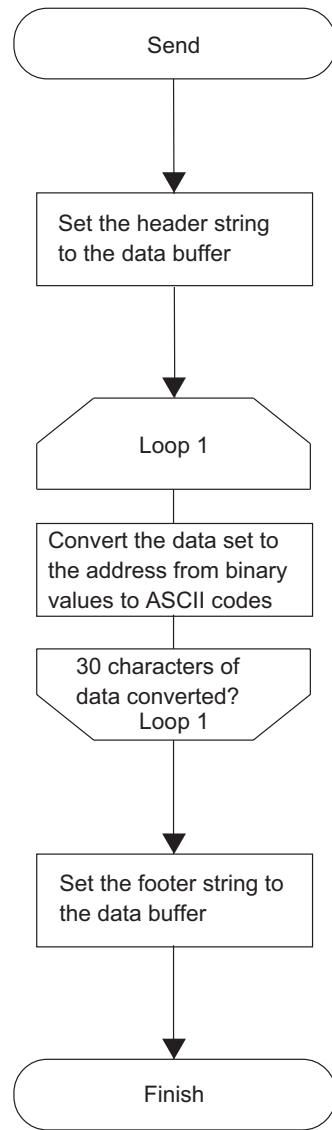 Send
Set the header string
to the data buffer
Loop 1
Convert the data set to
the address from binary
values to ASCII codes
30 characters of
data converted?
Loop 1
Set the footer string to
the data buffer
Finish